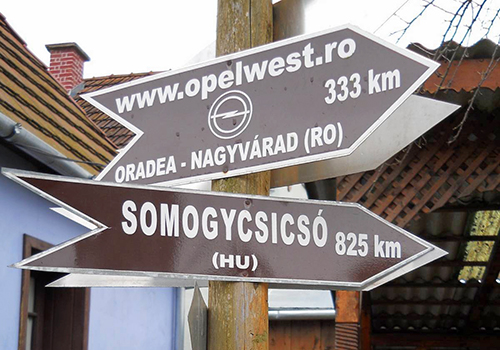 www.opelwest.ro
333 km
ORADEA - NAGYVÁRAD (RO)
SOMOGYCSICSÓ 825 km
(HU)